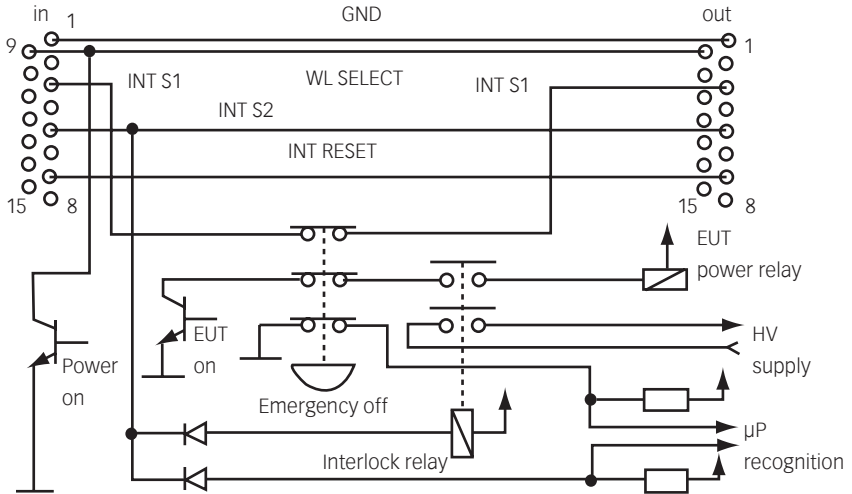 in
1
GND
out
9
1
INT S1
WL SELECT
INT S1
INT S2
INT RESET
15
8
15
8
EUT
power relay
EUT
on
Power
on
HV
supply
Emergency off
µP
recognition
Interlock relay